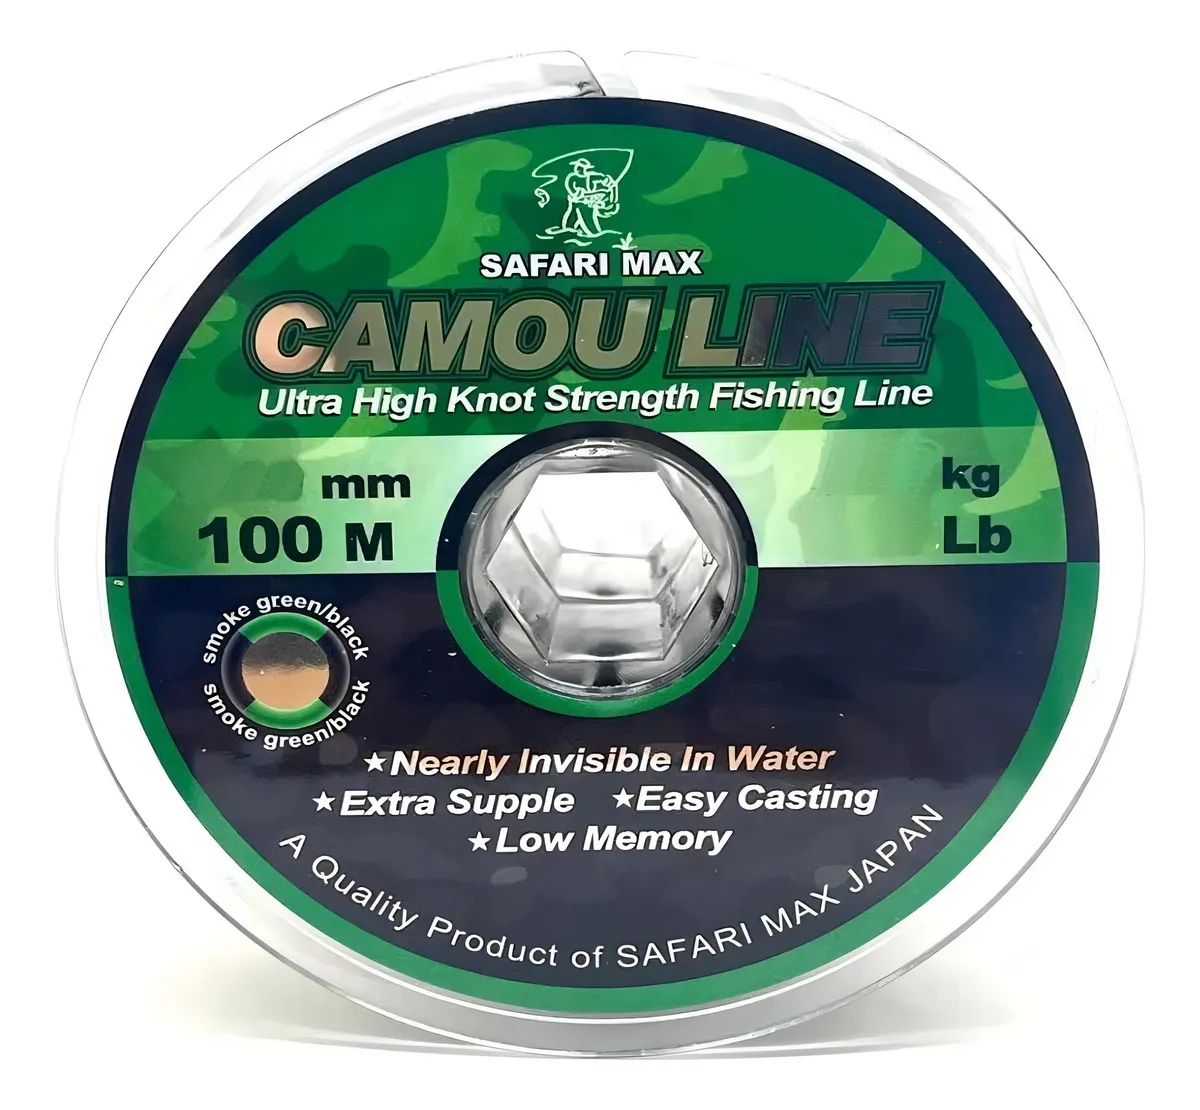 SAFARI MAX
CAMOU LINE
Ultra High Knot Strength Fishing Line
mm
100 M
kg
Lb
smoke green/black
smoke green/black
★Nearly Invisible In Water
★Extra Supple ★Easy Casting
★Low Memory
A Quality Product of SAFARI MAX JAPAN